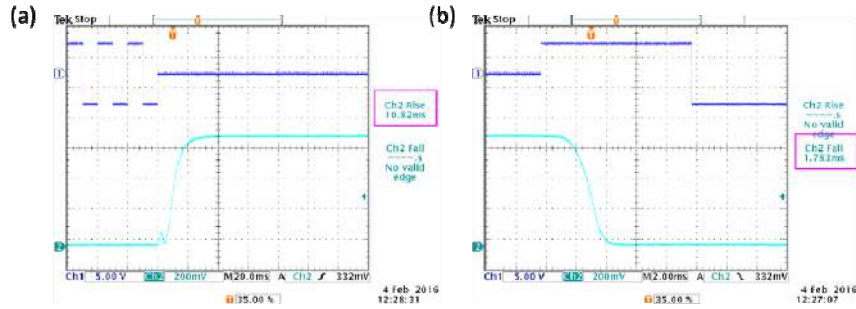 (a)
Tek Stop
Ch2 Rise
10.82ms
Ch2 Fall
-----.s
No valid
edge
1
2
Ch1 5.00 V Ch2 200mV M20.0ms A Ch2 332mV
35.00 %
4 Feb 2016
12:28:31
(b)
Tek Stop
Ch2 Rise
-----.s
No valid
edge
Ch2 Fall
1.783ms
1
2
Ch1 5.00 V Ch2 200mV M2.00ms A Ch2 332mV
35.00 %
4 Feb 2016
12:27:07